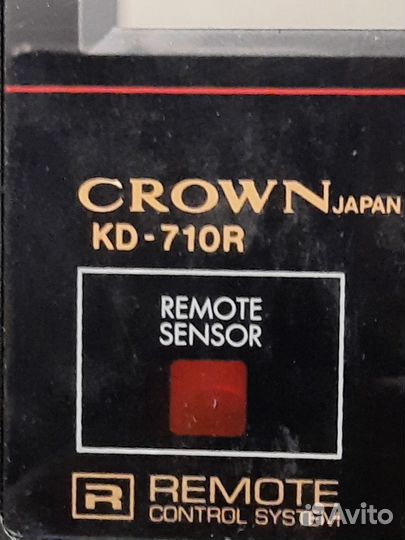 CROWN JAPAN
KD-710R
REMOTE
SENSOR
R REMOTE
CONTROL SYSTEM
Avito